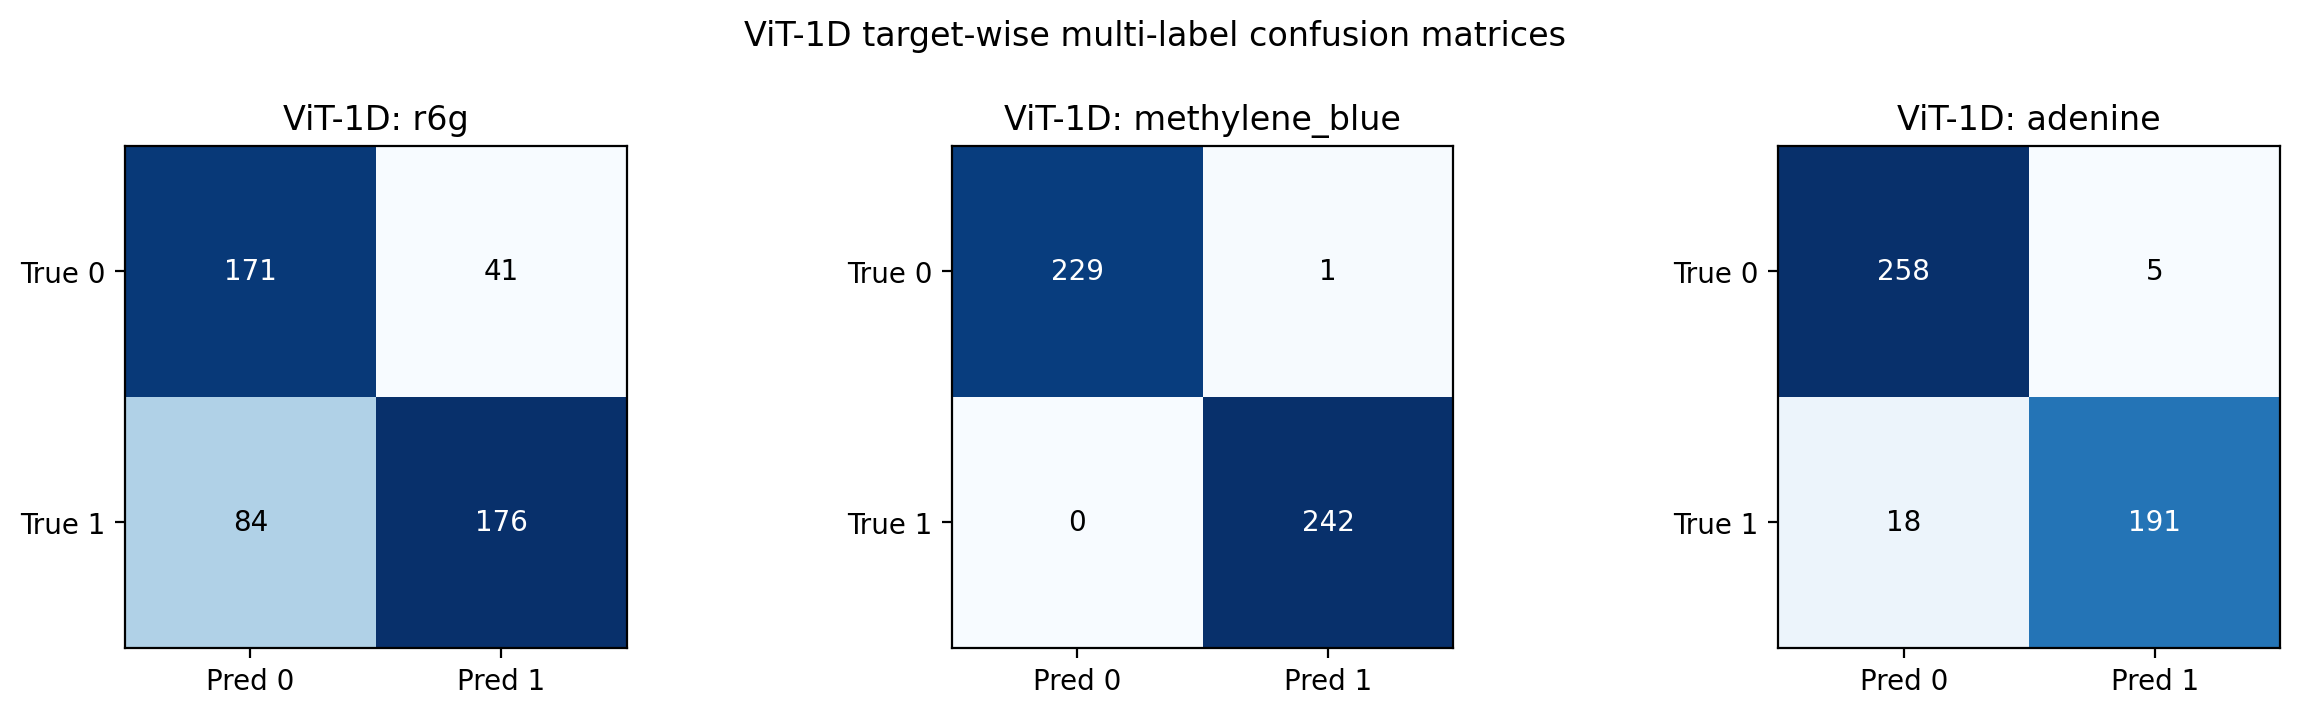 ViT-1D target-wise multi-label confusion matrices
ViT-1D: r6g
True 0
171
41
True 1
84
176
Pred 0
Pred 1
ViT-1D: methylene_blue
True 0
229
1
True 1
0
242
Pred 0
Pred 1
ViT-1D: adenine
True 0
258
5
True 1
18
191
Pred 0
Pred 1